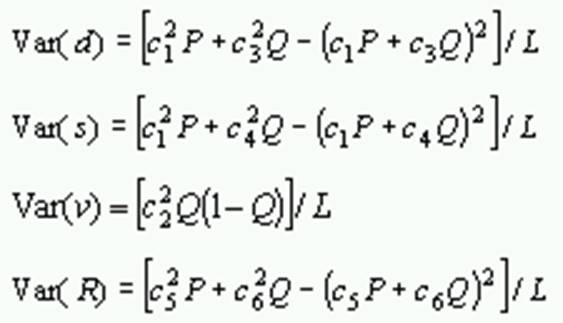 Var(d) = [c₁²P + c₃²Q − (c₁P + c₃Q)²]/L
Var(s) = [c₁²P + c₄²Q − (c₁P + c₄Q)²]/L
Var(v) = [c₂²Q(1− Q)]/L
Var(R) = [c₅²P + c₆²Q − (c₅P + c₆Q)²]/L